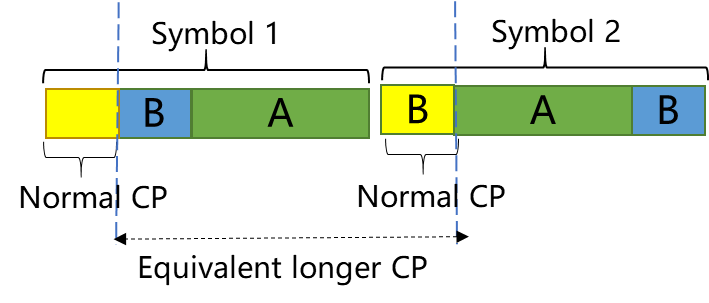 Symbol 1
Symbol 2
B A B A B
Normal CP
Normal CP
Equivalent longer CP